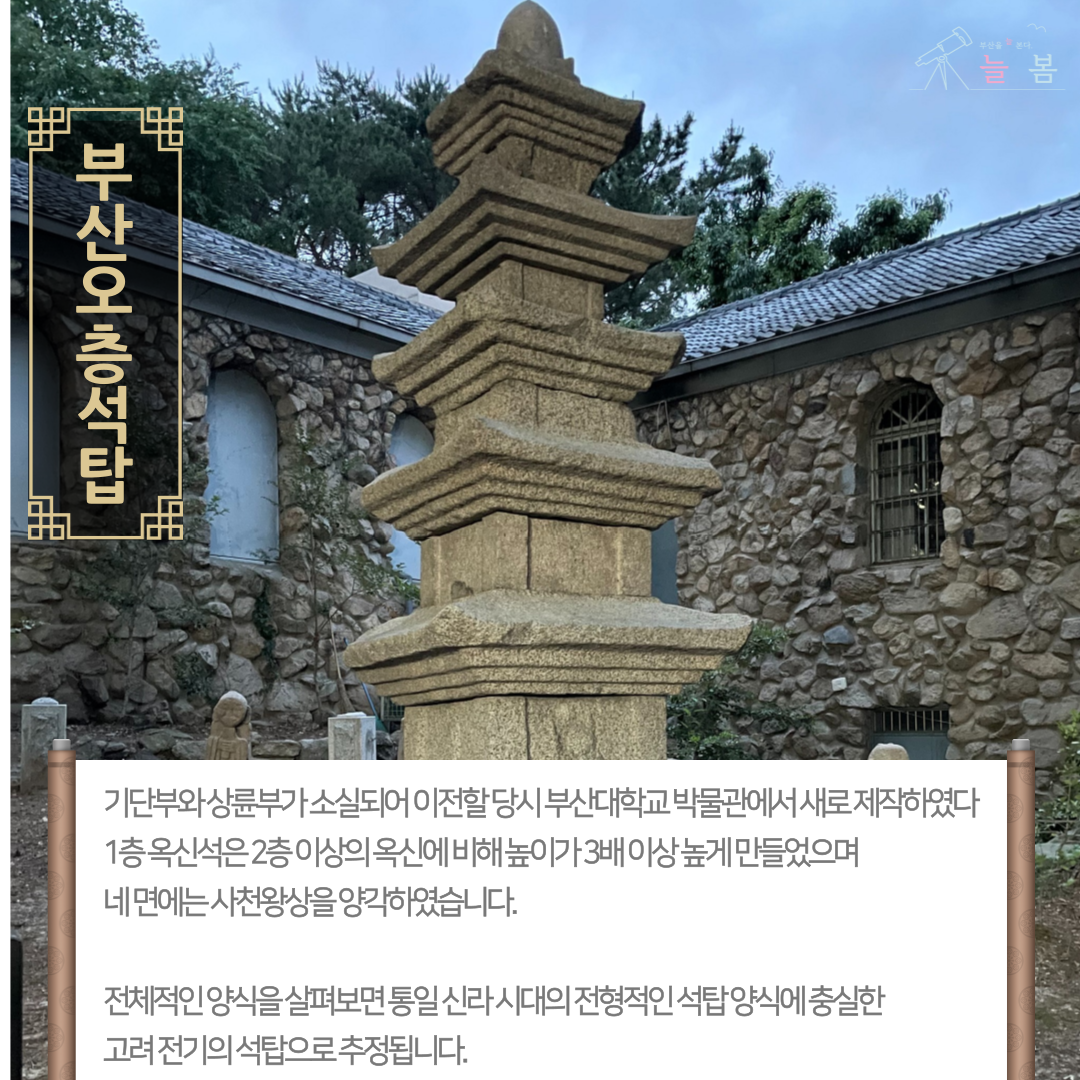 부산을 본다
늘 봄
부산오층석탑
기단부와 상륜부가 소실되어 이전할 당시 부산대학교 박물관에서 새로 제작하였다
1층 옥신석은 2층 이상의 옥신에 비해 높이가 3배 이상 높게 만들었으며
네 면에는 사천왕상을 양각하였습니다.
전체적인 양식을 살펴보면 통일 신라 시대의 전형적인 석탑 양식에 충실한
고려 전기의 석탑으로 추정됩니다.